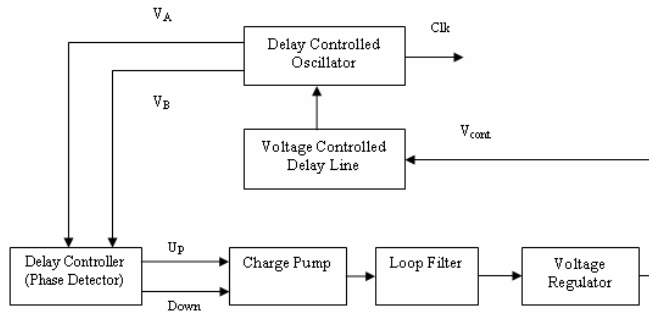 V_A
Clk
Delay Controlled
Oscillator
V_B
V_cont.
Voltage Controlled
Delay Line
Up
Delay Controller
(Phase Detector)
Charge Pump
Loop Filter
Voltage
Regulator
Down